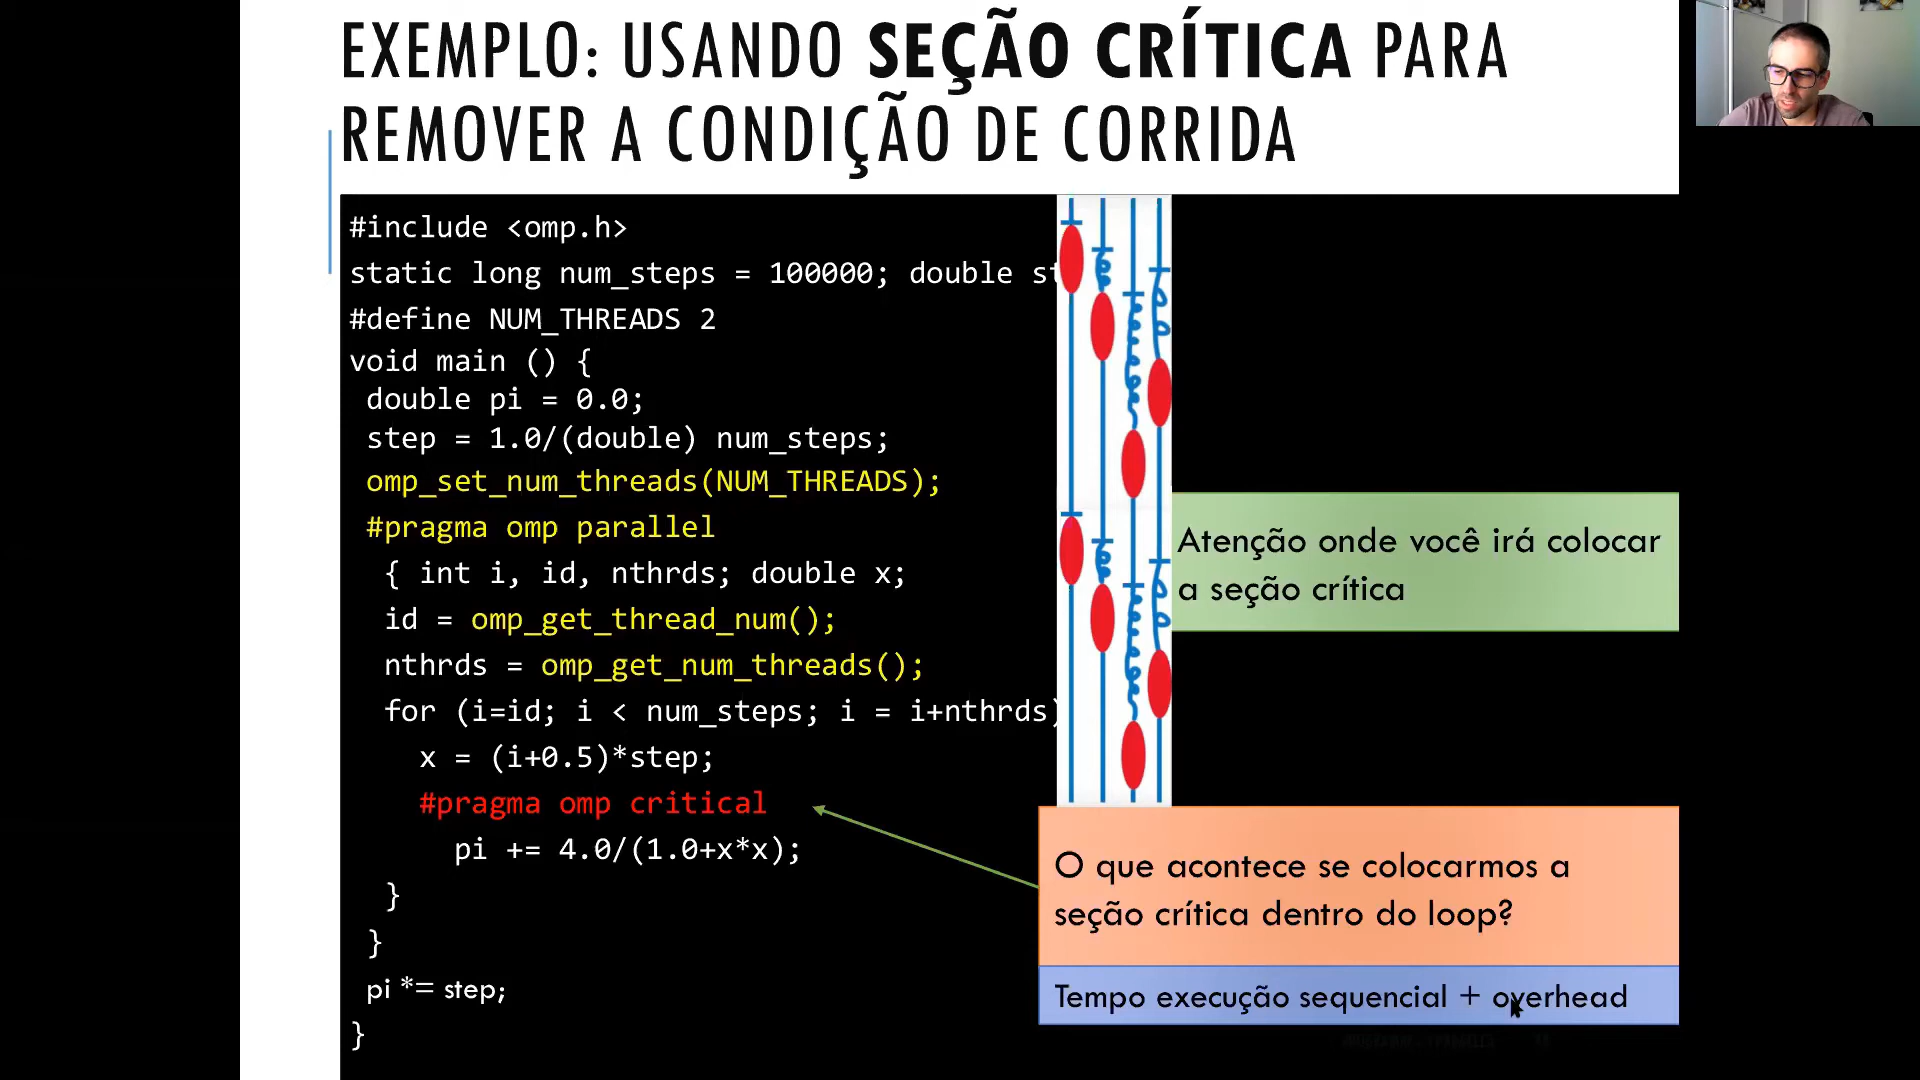 EXEMPLO: USANDO SEÇÃO CRÍTICA PARA
REMOVER A CONDIÇÃO DE CORRIDA
#include <omp.h>
static long num_steps = 100000; double st
#define NUM_THREADS 2
void main () {
double pi = 0.0;
step = 1.0/(double) num_steps;
omp_set_num_threads(NUM_THREADS);
#pragma omp parallel
{ int i, id, nthrds; double x;
id = omp_get_thread_num();
nthrds = omp_get_num_threads();
for (i=id; i < num_steps; i = i+nthrds)
x = (i+0.5)*step;
#pragma omp critical
pi += 4.0/(1.0+x*x);
}
}
pi *= step;
}
Atenção onde você irá colocar
a seção crítica
O que acontece se colocarmos a
seção crítica dentro do loop?
Tempo execução sequencial + overhead